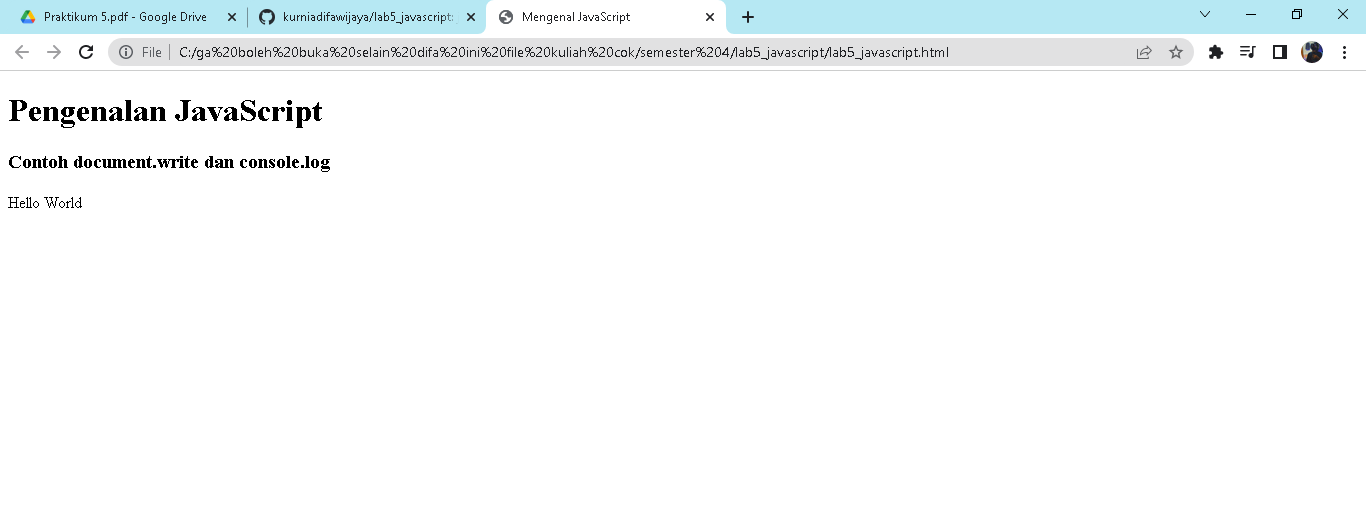 Praktikum 5.pdf - Google Drive
kurniadifawijaya/lab5_javascript:
Mengenal JavaScript
File
C:/ga%20boleh%20buka%20selain%20difa%20ini%20file%20kuliah%20cok/semester%204/lab5_javascript/lab5_javascript.html
Pengenalan JavaScript
Contoh document.write dan console.log
Hello World